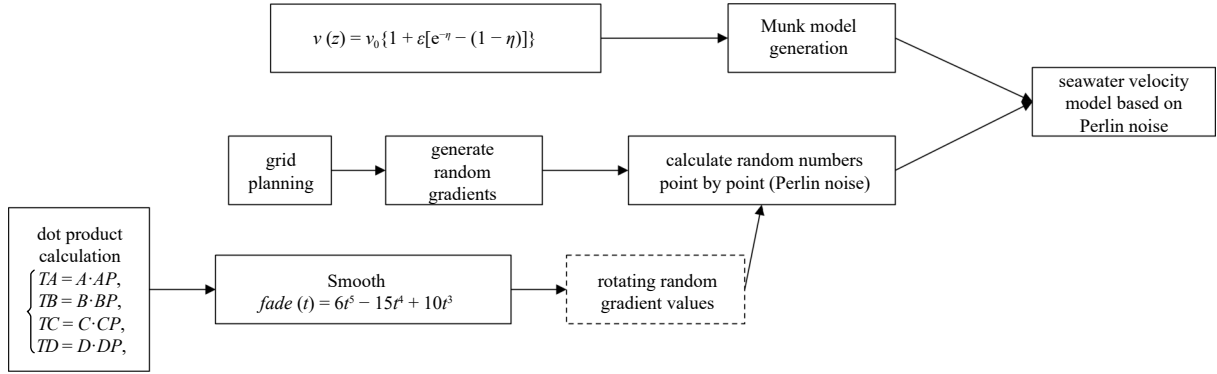 v (z) = v₀{1 + ε[e⁻ᵑ − (1 − η)]}
Munk model
generation
seawater velocity
model based on
Perlin noise
grid
planning
generate
random
gradients
calculate random numbers
point by point (Perlin noise)
dot product
calculation
TA = A·AP,
TB = B·BP,
TC = C·CP,
TD = D·DP,
Smooth
fade (t) = 6t⁵ − 15t⁴ + 10t³
rotating random
gradient values